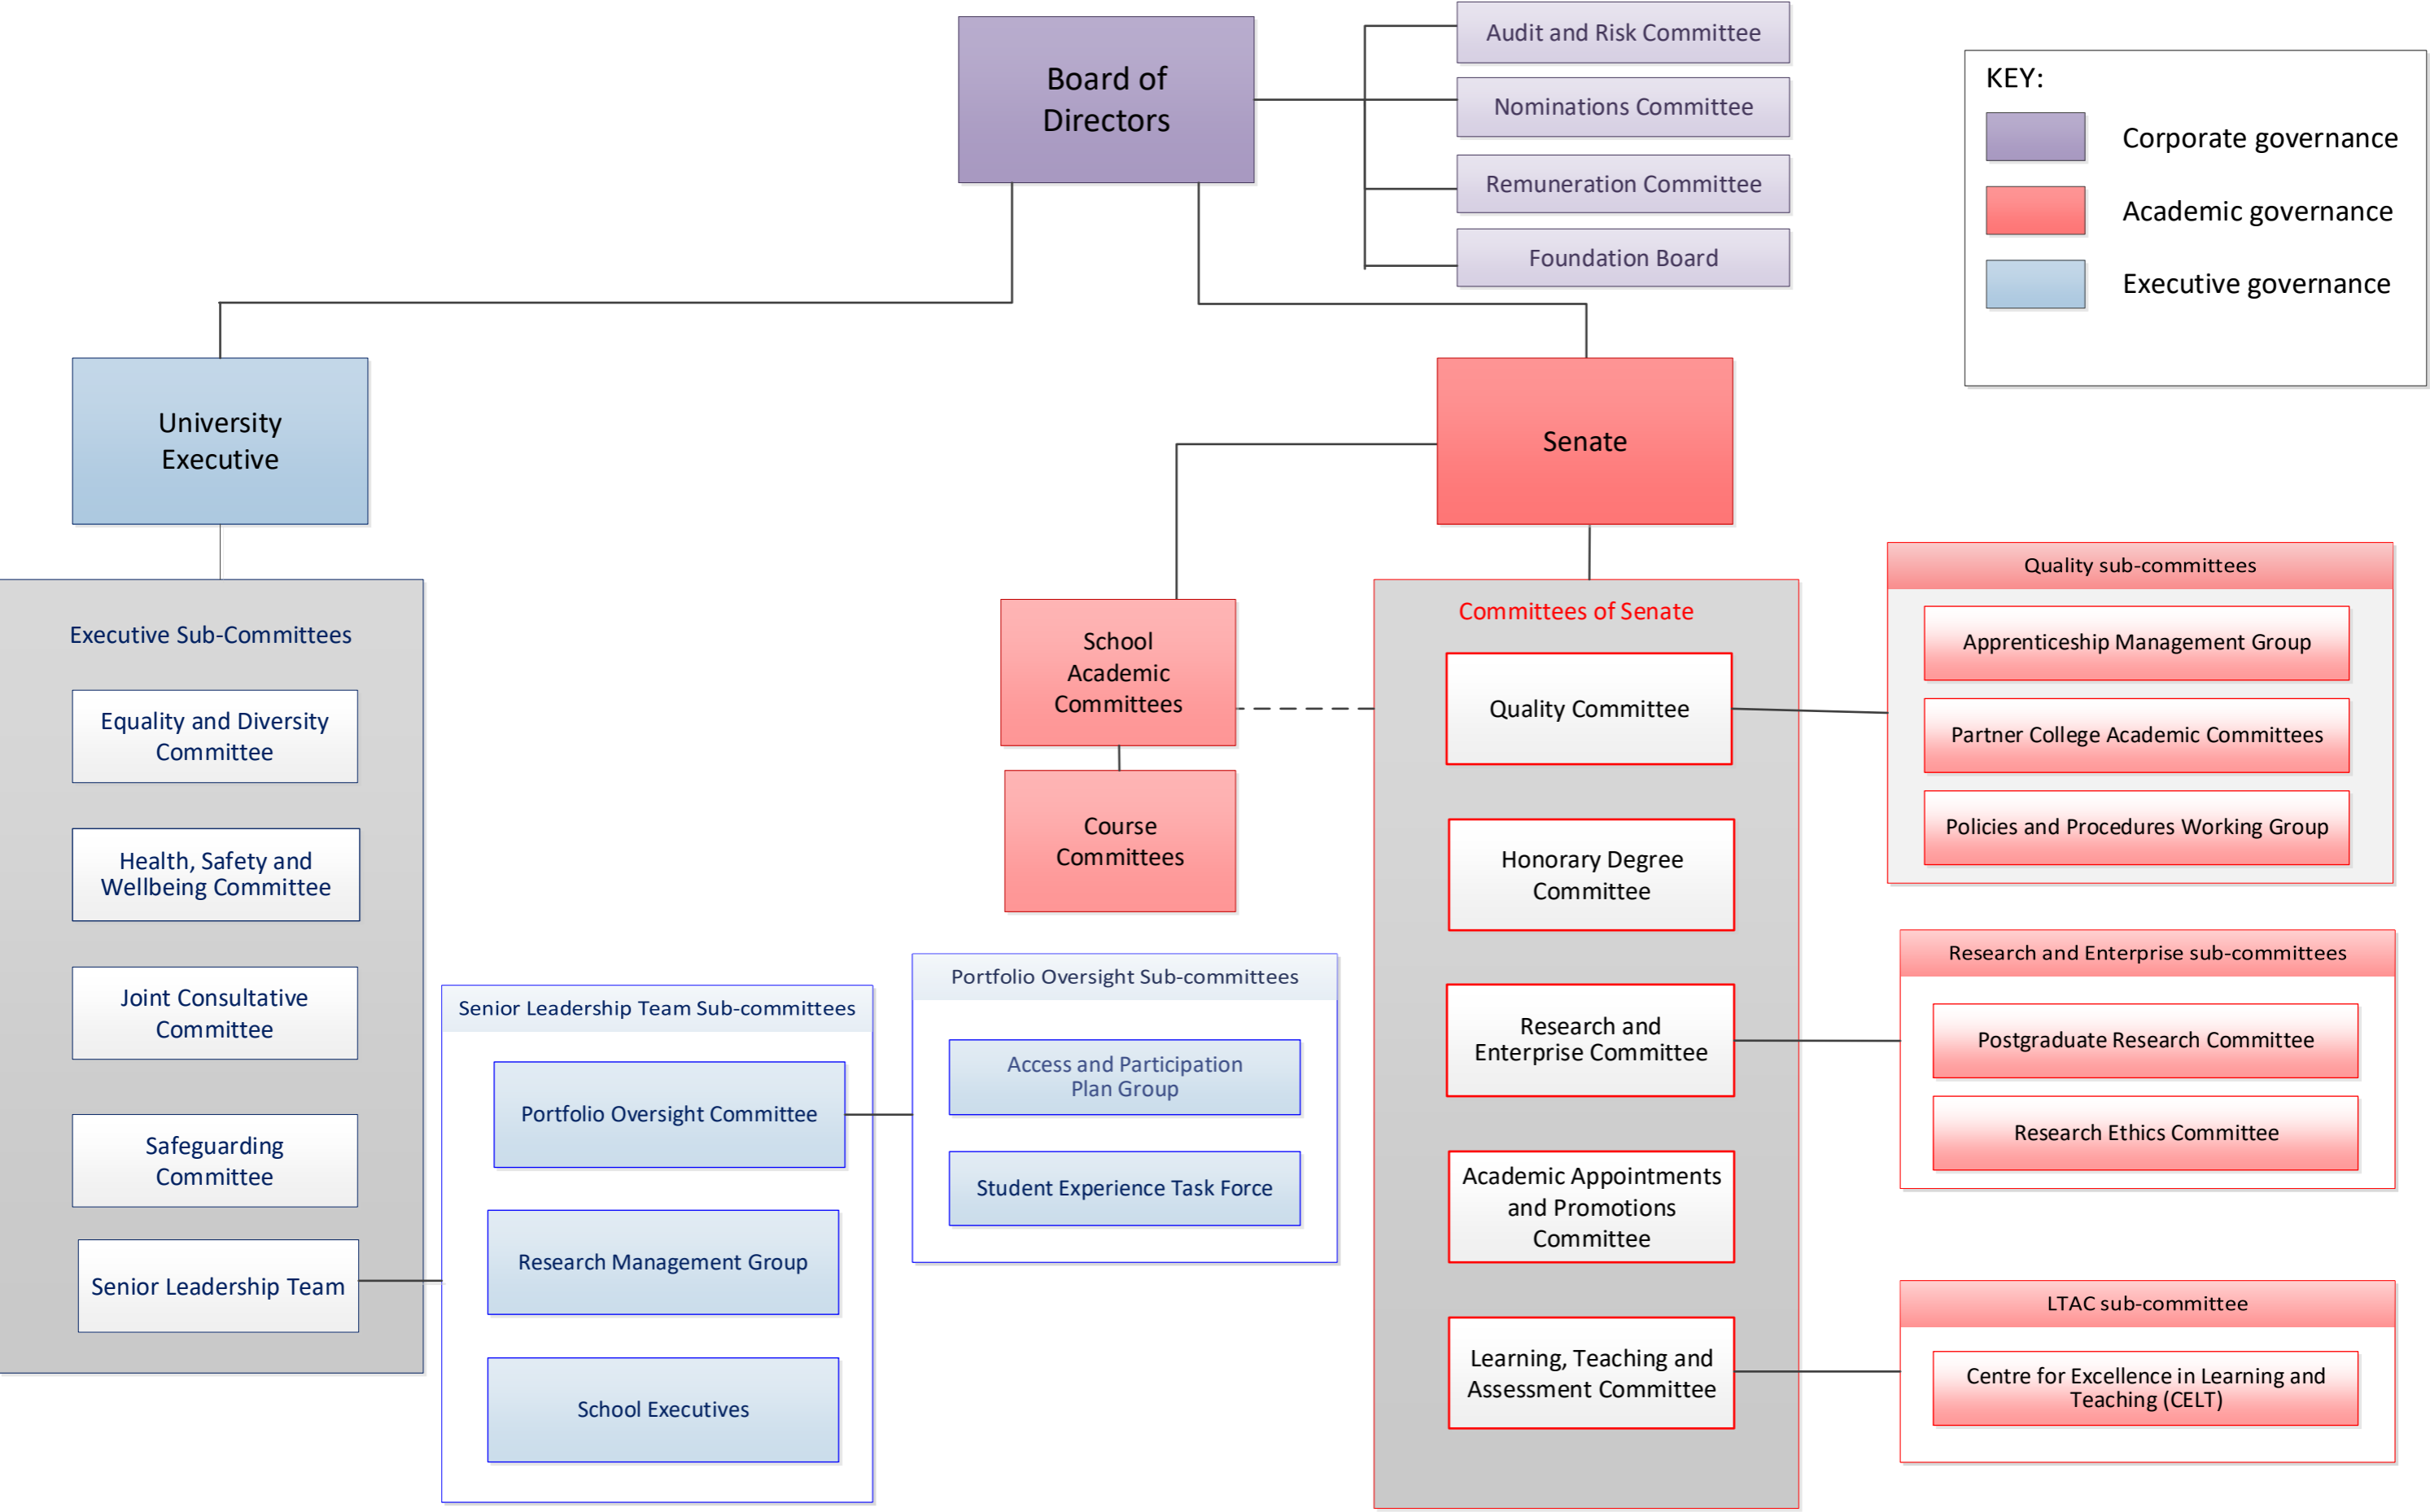 Board of
Directors
Audit and Risk Committee
Nominations Committee
Remuneration Committee
Foundation Board
KEY:
Corporate governance
Academic governance
Executive governance
University
Executive
Senate
Executive Sub-Committees
Equality and Diversity
Committee
Health, Safety and
Wellbeing Committee
Joint Consultative
Committee
Safeguarding
Committee
Senior Leadership Team
Senior Leadership Team Sub-committees
Portfolio Oversight Committee
Research Management Group
School Executives
Portfolio Oversight Sub-committees
Access and Participation
Plan Group
Student Experience Task Force
School
Academic
Committees
Course
Committees
Committees of Senate
Quality Committee
Honorary Degree
Committee
Research and
Enterprise Committee
Academic Appointments
and Promotions
Committee
Learning, Teaching and
Assessment Committee
Quality sub-committees
Apprenticeship Management Group
Partner College Academic Committees
Policies and Procedures Working Group
Research and Enterprise sub-committees
Postgraduate Research Committee
Research Ethics Committee
LTAC sub-committee
Centre for Excellence in Learning and
Teaching (CELT)